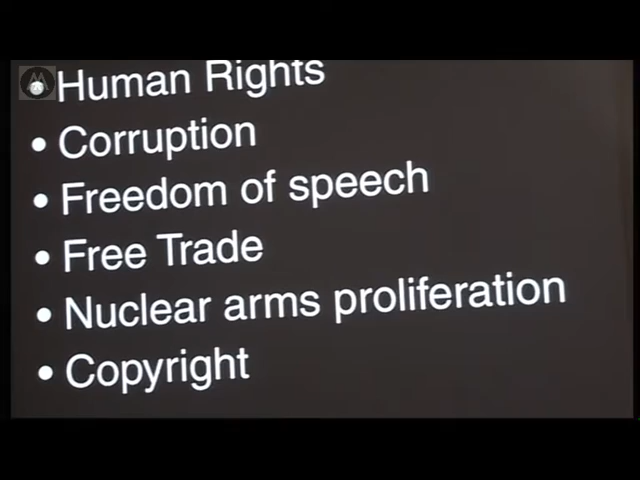 • Human Rights
• Corruption
• Freedom of speech
• Free Trade
• Nuclear arms proliferation
• Copyright